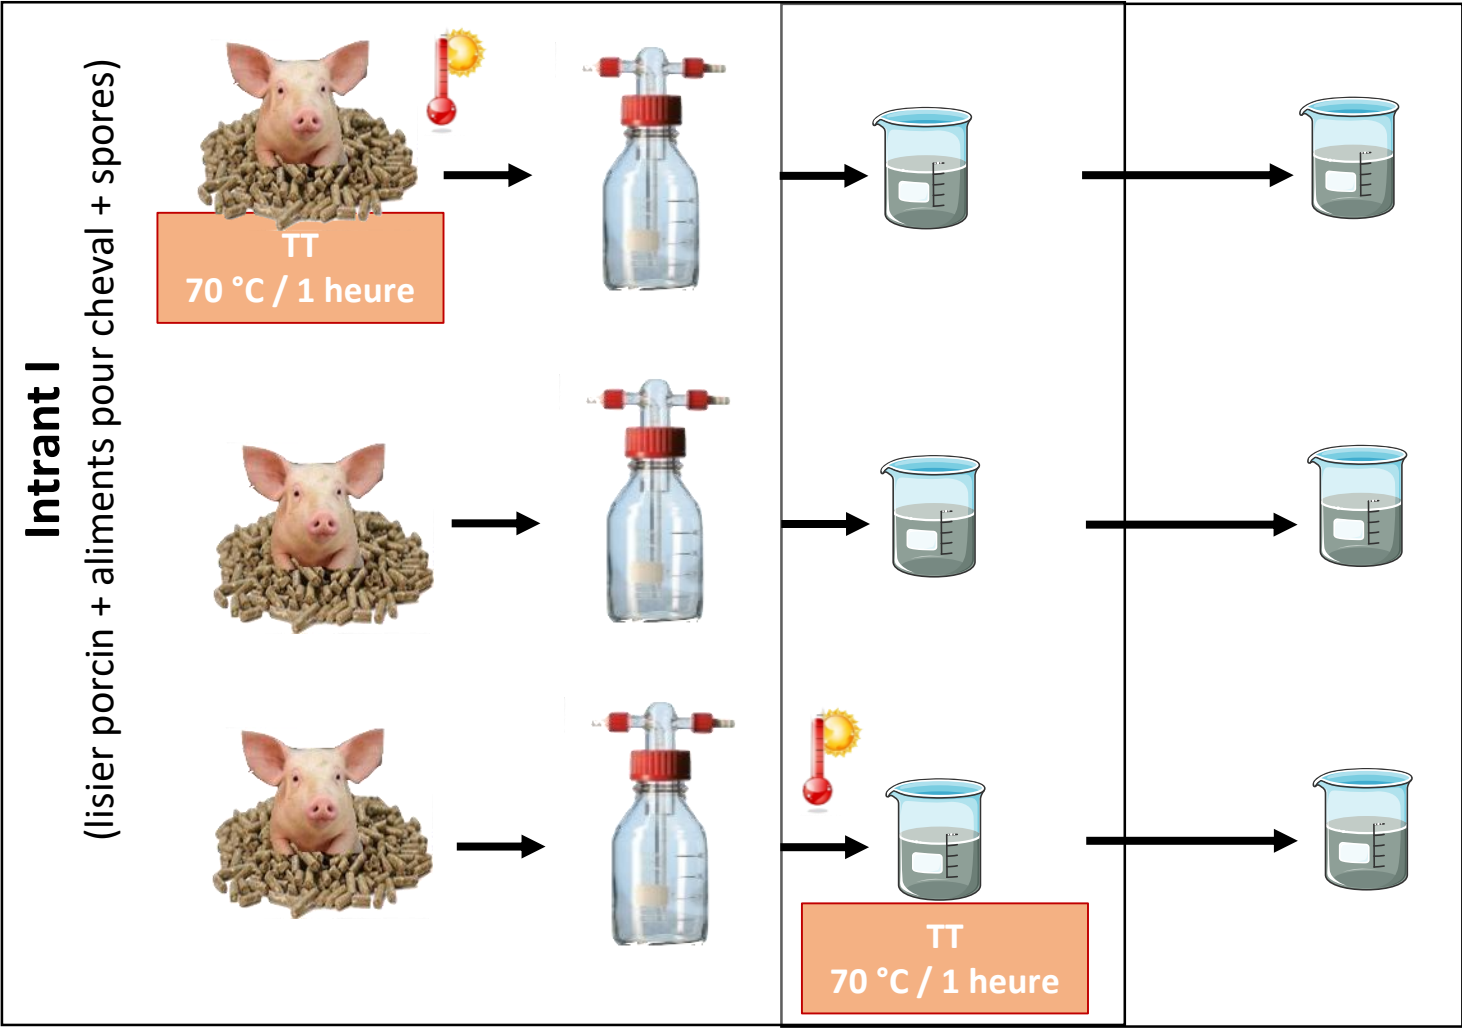 Intrant I
(lisier porcin + aliments pour cheval + spores)
TT
70 °C / 1 heure
TT
70 °C / 1 heure